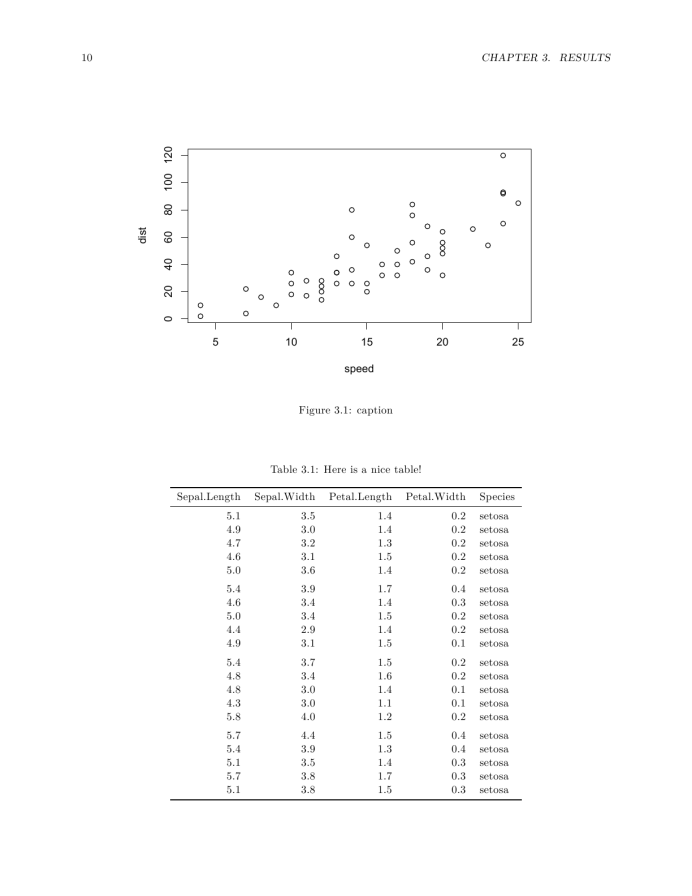 10 CHAPTER 3. RESULTS
120
100
80
60
40
20
0
dist
5 10 15 20 25
speed
Figure 3.1: caption
Table 3.1: Here is a nice table!
Sepal.Length Sepal.Width Petal.Length Petal.Width Species
5.1 3.5 1.4 0.2 setosa
4.9 3.0 1.4 0.2 setosa
4.7 3.2 1.3 0.2 setosa
4.6 3.1 1.5 0.2 setosa
5.0 3.6 1.4 0.2 setosa
5.4 3.9 1.7 0.4 setosa
4.6 3.4 1.4 0.3 setosa
5.0 3.4 1.5 0.2 setosa
4.4 2.9 1.4 0.2 setosa
4.9 3.1 1.5 0.1 setosa
5.4 3.7 1.5 0.2 setosa
4.8 3.4 1.6 0.2 setosa
4.8 3.0 1.4 0.1 setosa
4.3 3.0 1.1 0.1 setosa
5.8 4.0 1.2 0.2 setosa
5.7 4.4 1.5 0.4 setosa
5.4 3.9 1.3 0.4 setosa
5.1 3.5 1.4 0.3 setosa
5.7 3.8 1.7 0.3 setosa
5.1 3.8 1.5 0.3 setosa